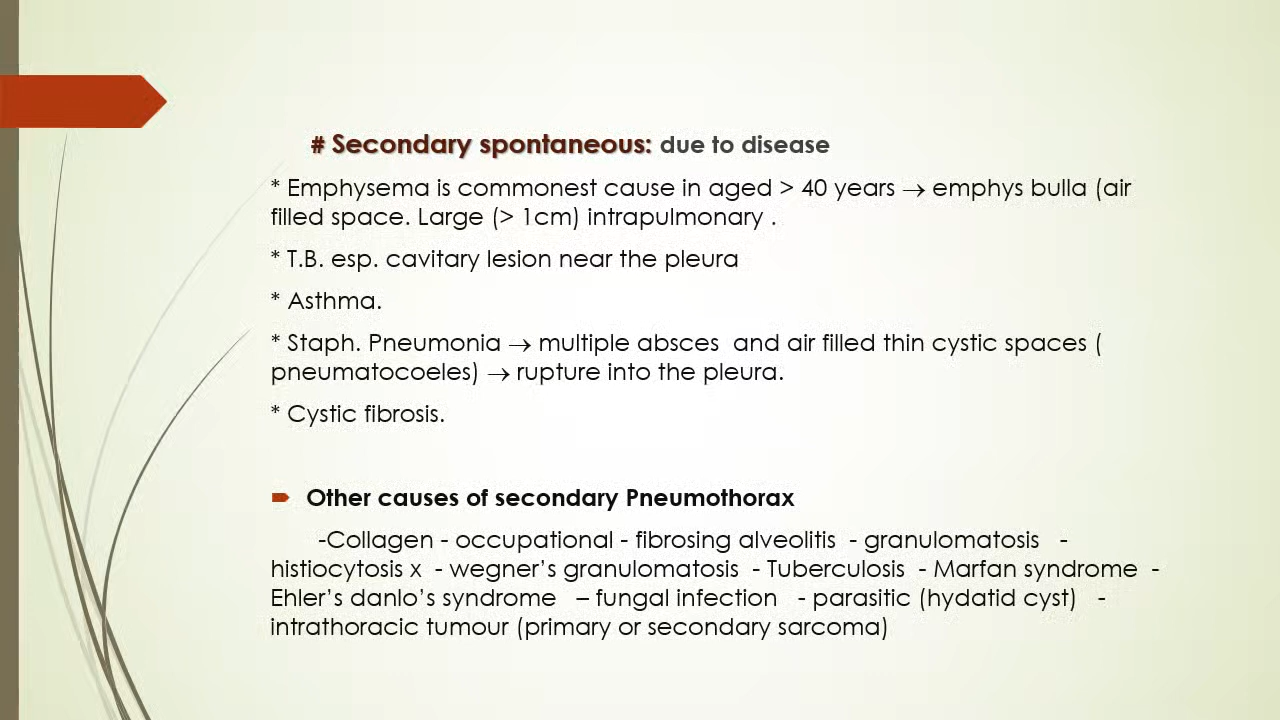 # Secondary spontaneous: due to disease
* Emphysema is commonest cause in aged > 40 years → emphys bulla (air
filled space. Large (> 1cm) intrapulmonary .
* T.B. esp. cavitary lesion near the pleura
* Asthma.
* Staph. Pneumonia → multiple absces  and air filled thin cystic spaces (
pneumatocoeles) → rupture into the pleura.
* Cystic fibrosis.
Other causes of secondary Pneumothorax
-Collagen - occupational - fibrosing alveolitis  - granulomatosis   -
histiocytosis x  - wegner’s granulomatosis  - Tuberculosis  - Marfan syndrome  -
Ehler’s danlo’s syndrome   – fungal infection   - parasitic (hydatid cyst)   -
intrathoracic tumour (primary or secondary sarcoma)